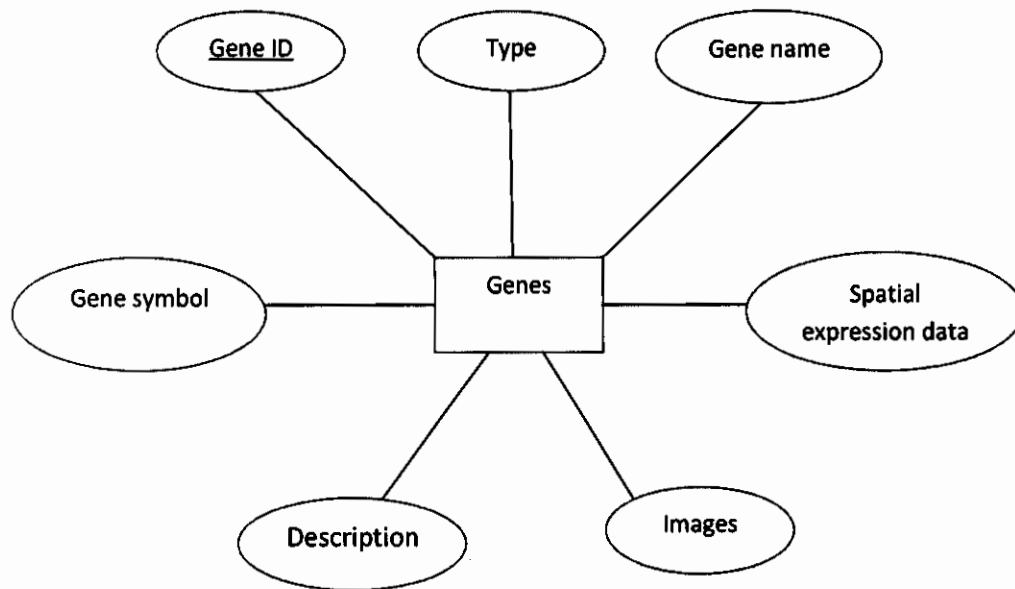 Gene ID
Type
Gene name
Gene symbol
Genes
Spatial
expression data
Description
Images